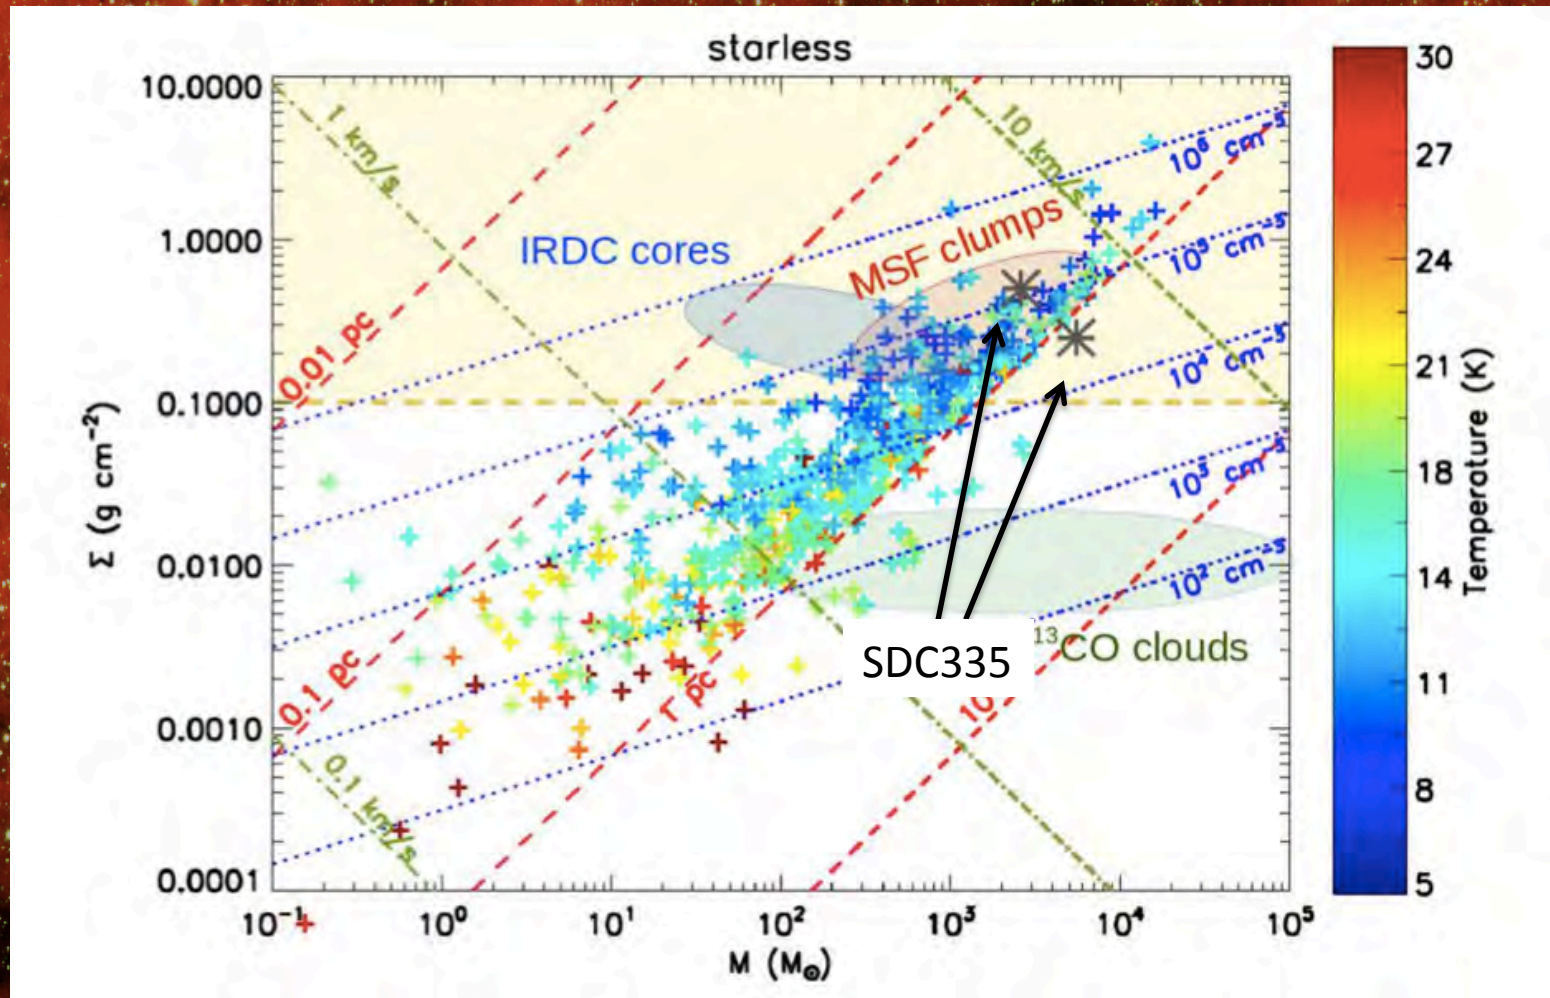 starless
10.0000
1.0000
0.1000
0.0100
0.0010
0.0001
Σ (g cm⁻²)
1 km/s
10 km/s
0.1 km/s
0.01 pc
0.1 pc
1 pc
10
10⁶ cm⁻³
10⁵ cm⁻³
10⁴ cm⁻³
10³ cm⁻³
10² cm⁻³
IRDC cores
MSF clumps
SDC335
¹³CO clouds
10⁻¹ 10⁰ 10¹ 10² 10³ 10⁴ 10⁵
M (M⊙)
30
27
24
21
18
14
11
8
5
Temperature (K)